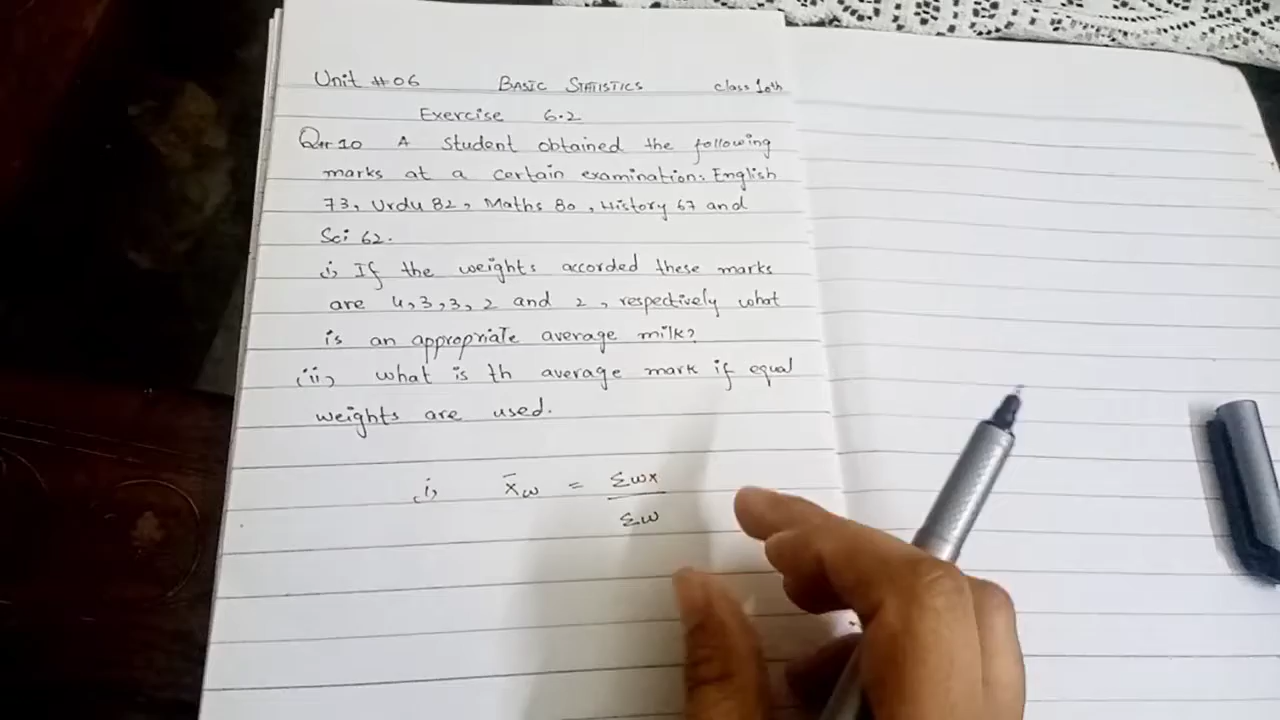 Unit #06 BASIC STATISTICS class 10th
Exercise 6.2
Q#10 A student obtained the following
marks at a certain examination: English
73, Urdu 82, Maths 80, History 67 and
Sci 62.
i) If the weights accorded these marks
are 4,3,3,2 and 2, respectively what
is an appropriate average milk?
(ii) what is th average mark if equal
weights are used.
i) x̄w = Σwx / Σw